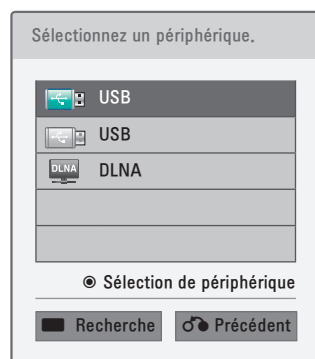 Sélectionnez un périphérique.
USB
USB
DLNA DLNA
Sélection de périphérique
Recherche Précédent